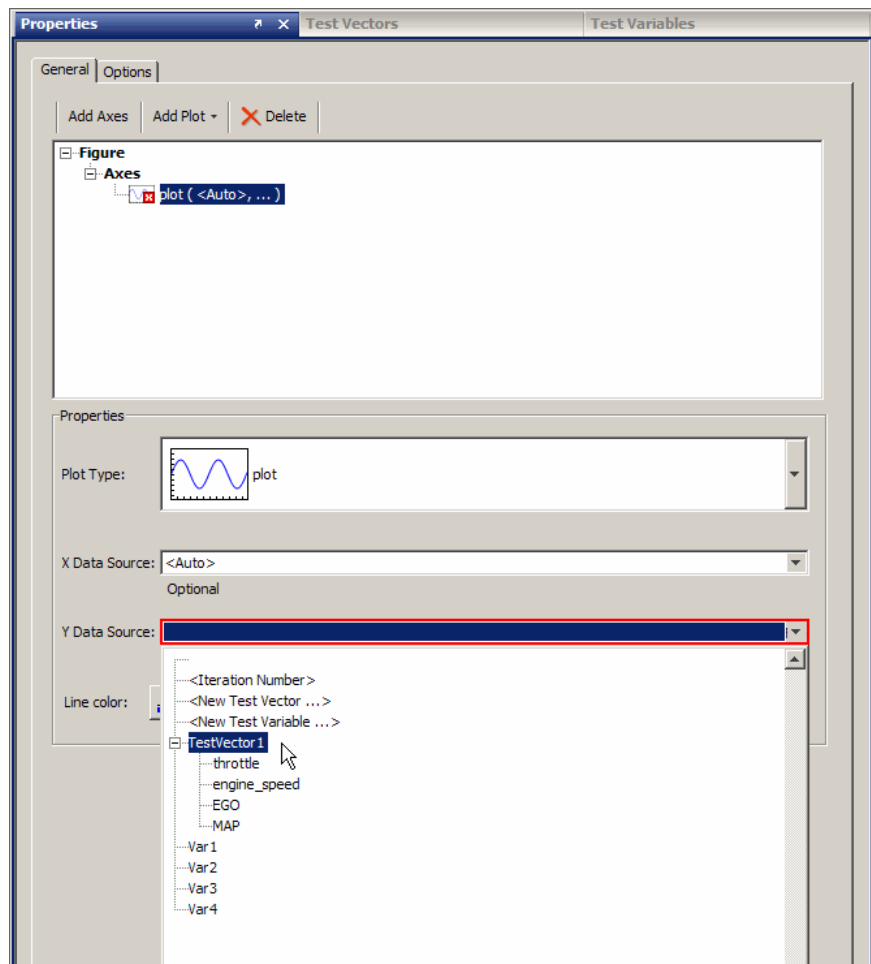 Properties Test Vectors Test Variables
General Options
Add Axes Add Plot Delete
Figure
Axes
plot ( <Auto>, ... )
Properties
Plot Type: plot
X Data Source: <Auto>
Optional
Y Data Source:
<Iteration Number>
<New Test Vector ...>
Line color:
<New Test Variable ...>
TestVector1
throttle
engine_speed
EGO
MAP
Var1
Var2
Var3
Var4